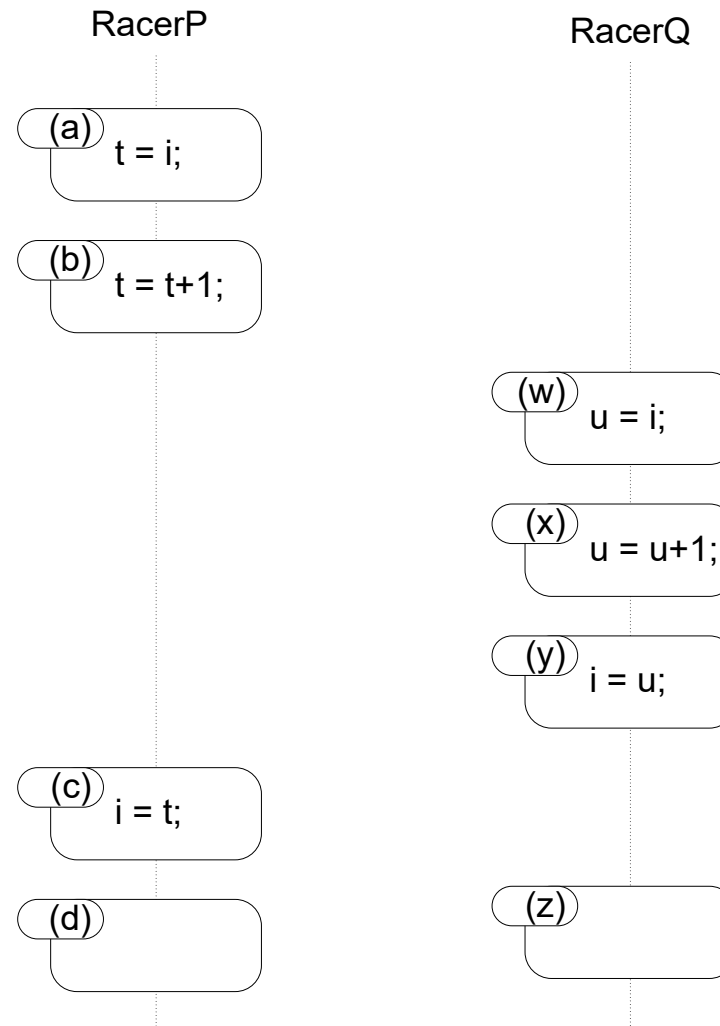 RacerP
RacerQ
(a)
t = i;
(b)
t = t+1;
(w)
u = i;
(x)
u = u+1;
(y)
i = u;
(c)
i = t;
(d)
(z)